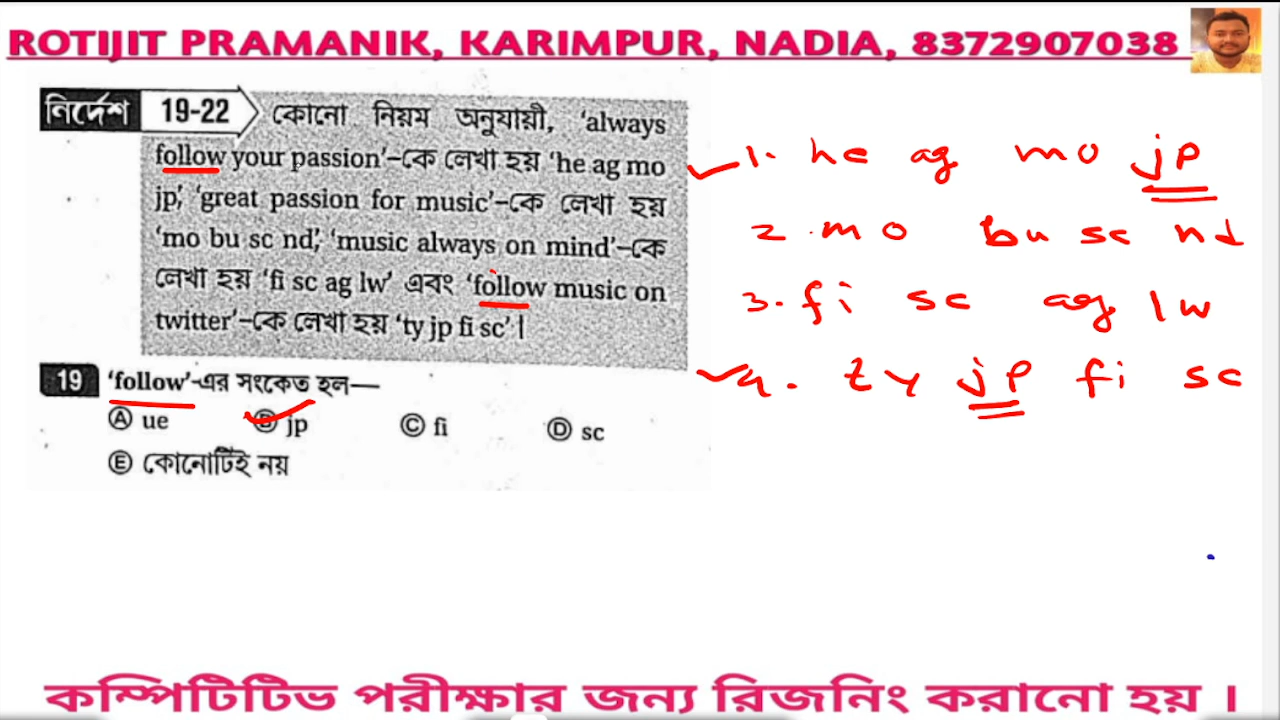 ROTIJIT PRAMANIK, KARIMPUR, NADIA, 8372907038
নির্দেশ 19-22 কোনো নিয়ম অনুযায়ী, ‘always
follow your passion’–কে লেখা হয় ‘he ag mo
jp’, ‘great passion for music’–কে লেখা হয়
‘mo bu sc nd’, ‘music always on mind’–কে
লেখা হয় ‘fi sc ag lw’ এবং ‘follow music on
twitter’–কে লেখা হয় ‘ty jp fi sc’।
19 ‘follow’-এর সংকেত হল—
Ⓐ ue Ⓑ jp Ⓒ fi Ⓓ sc
Ⓔ কোনোটিই নয়
1. he ag mo jp
2. mo bu sc nd
3. fi sc ag lw
4. ty jp fi sc
কম্পিটিটিভ পরীক্ষার জন্য রিজনিং করানো হয় ।